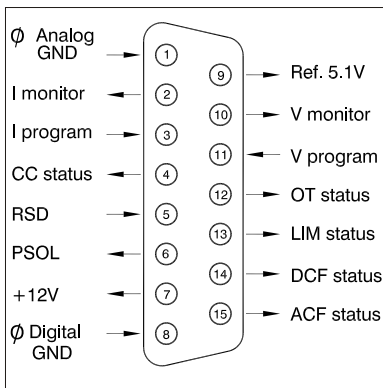 ϕ Analog
GND
1
I monitor
2
I program
3
CC status
4
RSD
5
PSOL
6
+12V
7
ϕ Digital
GND
8
9
Ref. 5.1V
10
V monitor
11
V program
12
OT status
13
LIM status
14
DCF status
15
ACF status